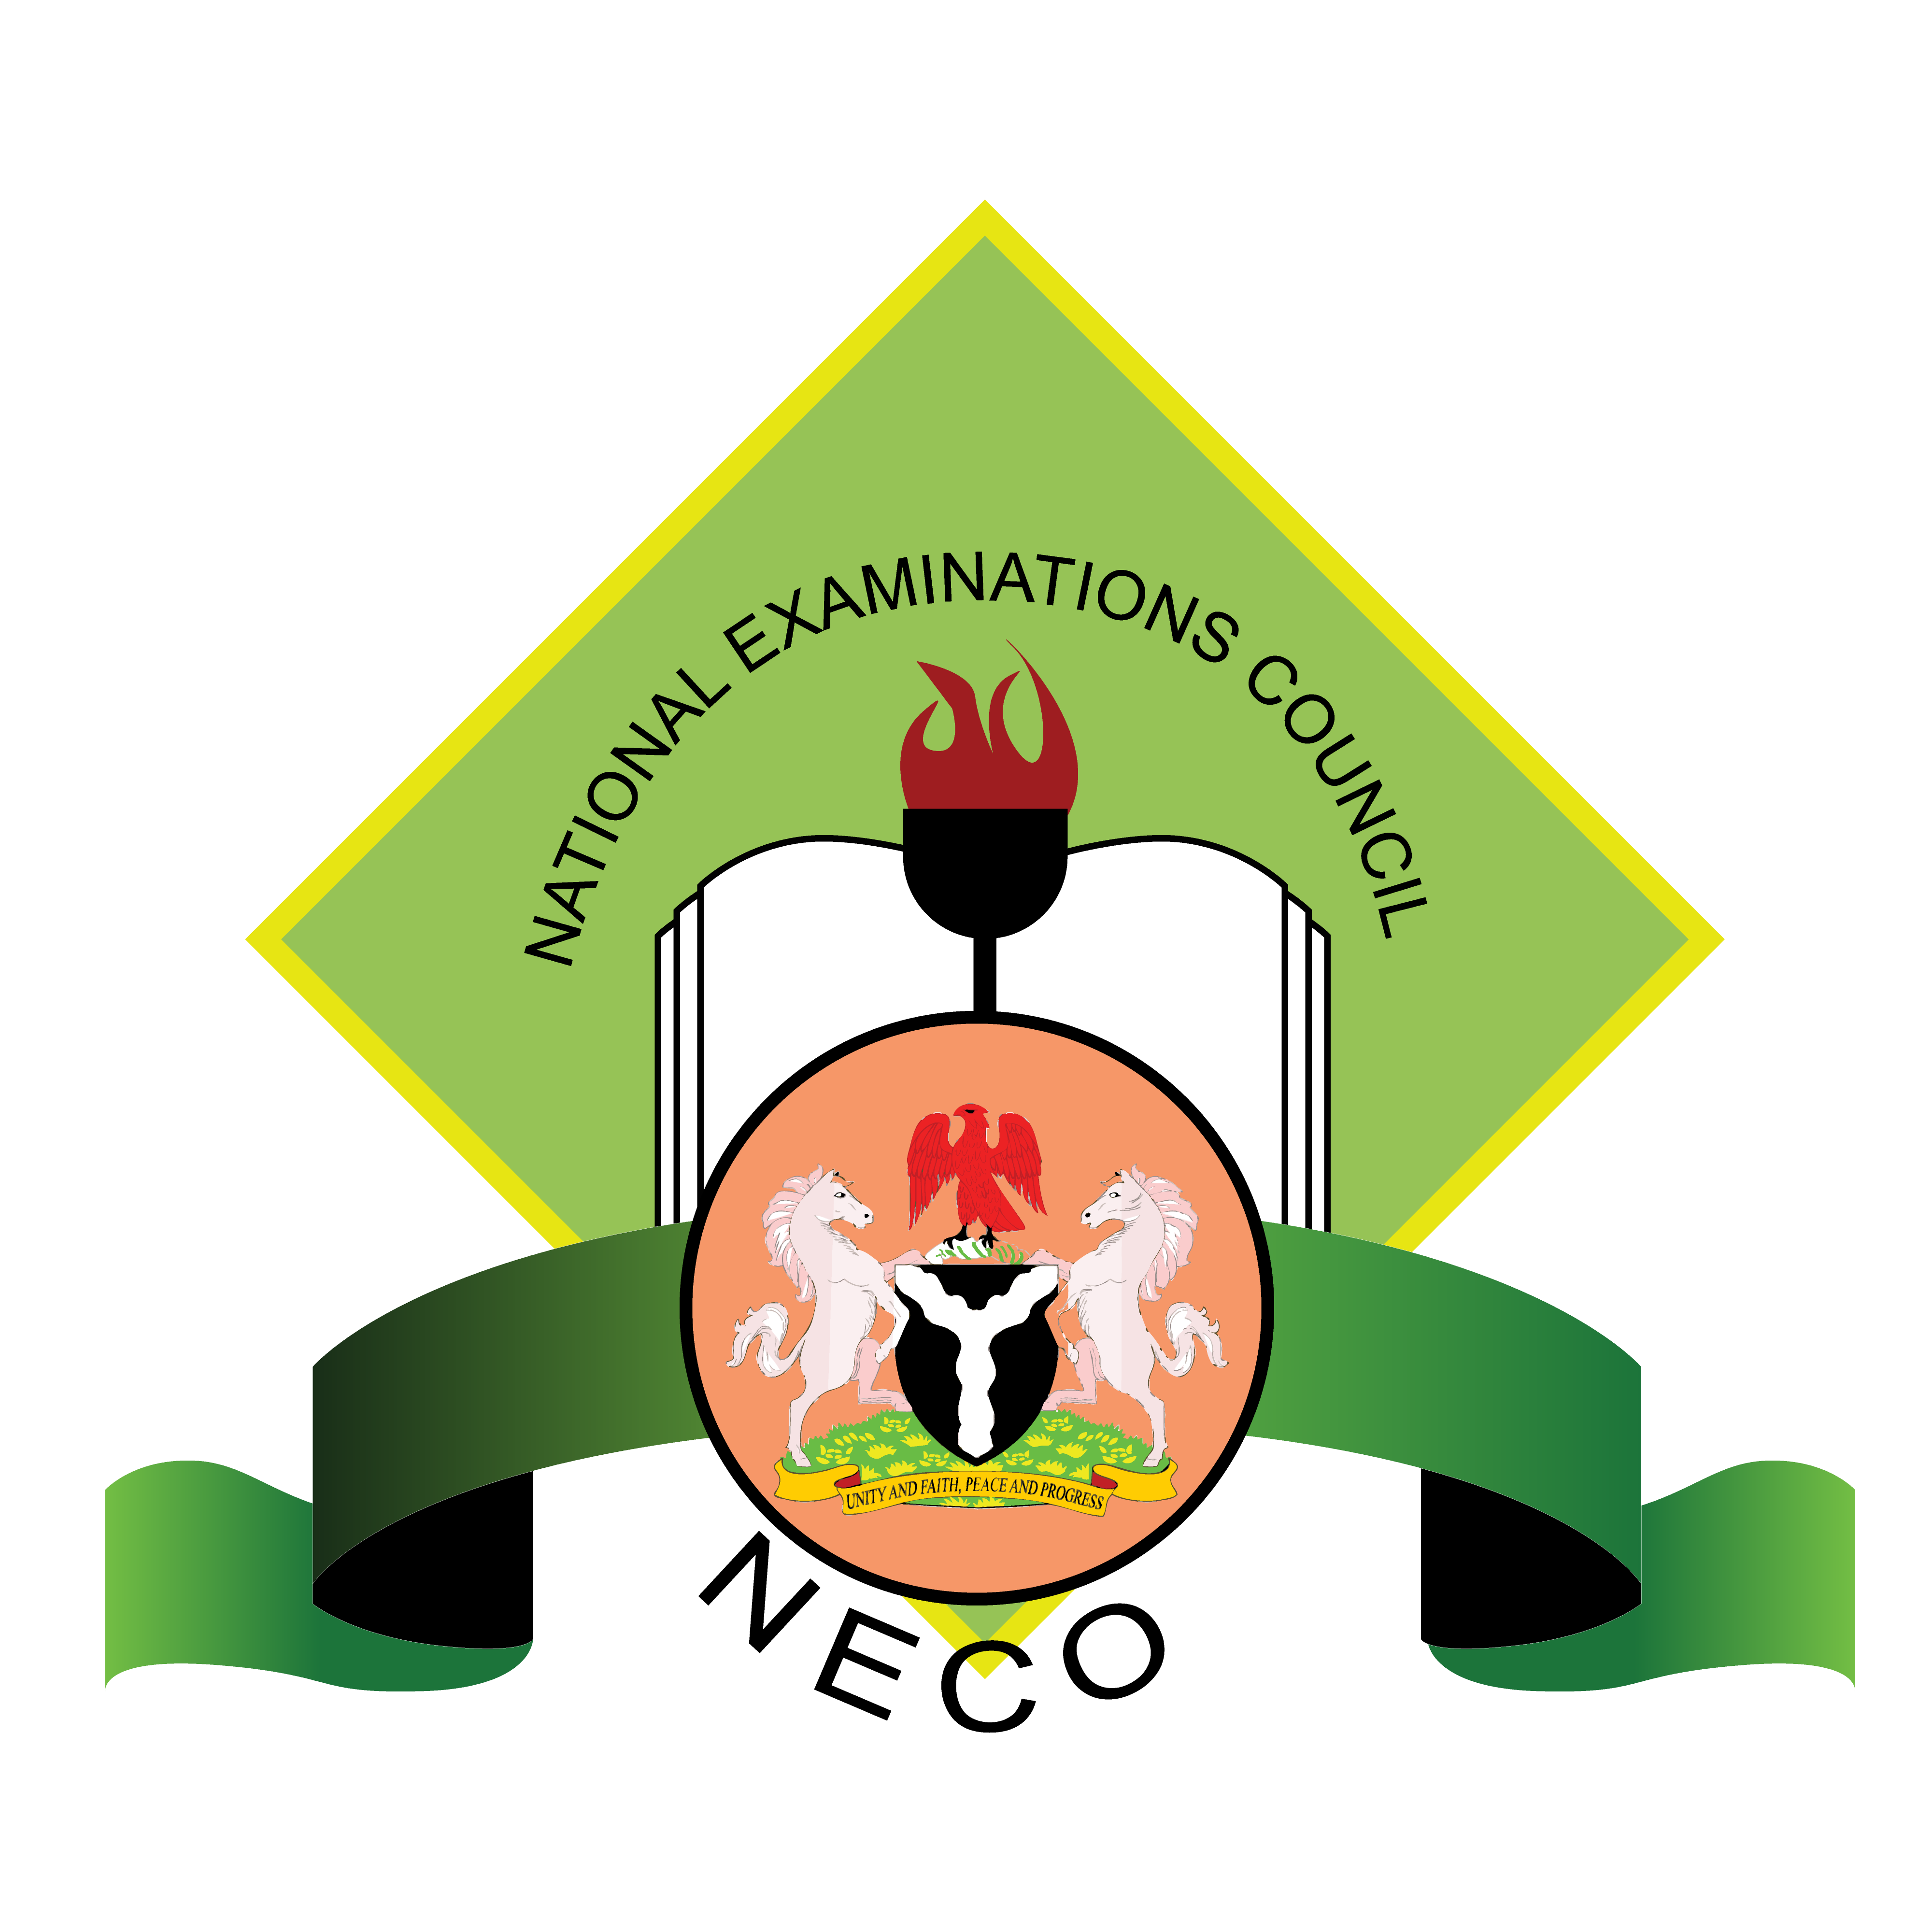 NATIONAL EXAMINATIONS COUNCIL
UNITY AND FAITH, PEACE AND PROGRESS
NECO